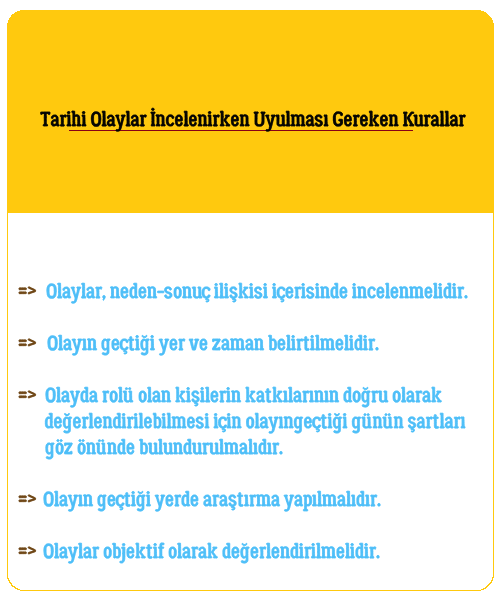 Tarihi Olaylar İncelenirken Uyulması Gereken Kurallar
=> Olaylar, neden-sonuç ilişkisi içerisinde incelenmelidir.
=> Olayın geçtiği yer ve zaman belirtilmelidir.
=> Olayda rolü olan kişilerin katkılarının doğru olarak
değerlendirilebilmesi için olayıngeçtiği günün şartları
göz önünde bulundurulmalıdır.
=> Olayın geçtiği yerde araştırma yapılmalıdır.
=> Olaylar objektif olarak değerlendirilmelidir.